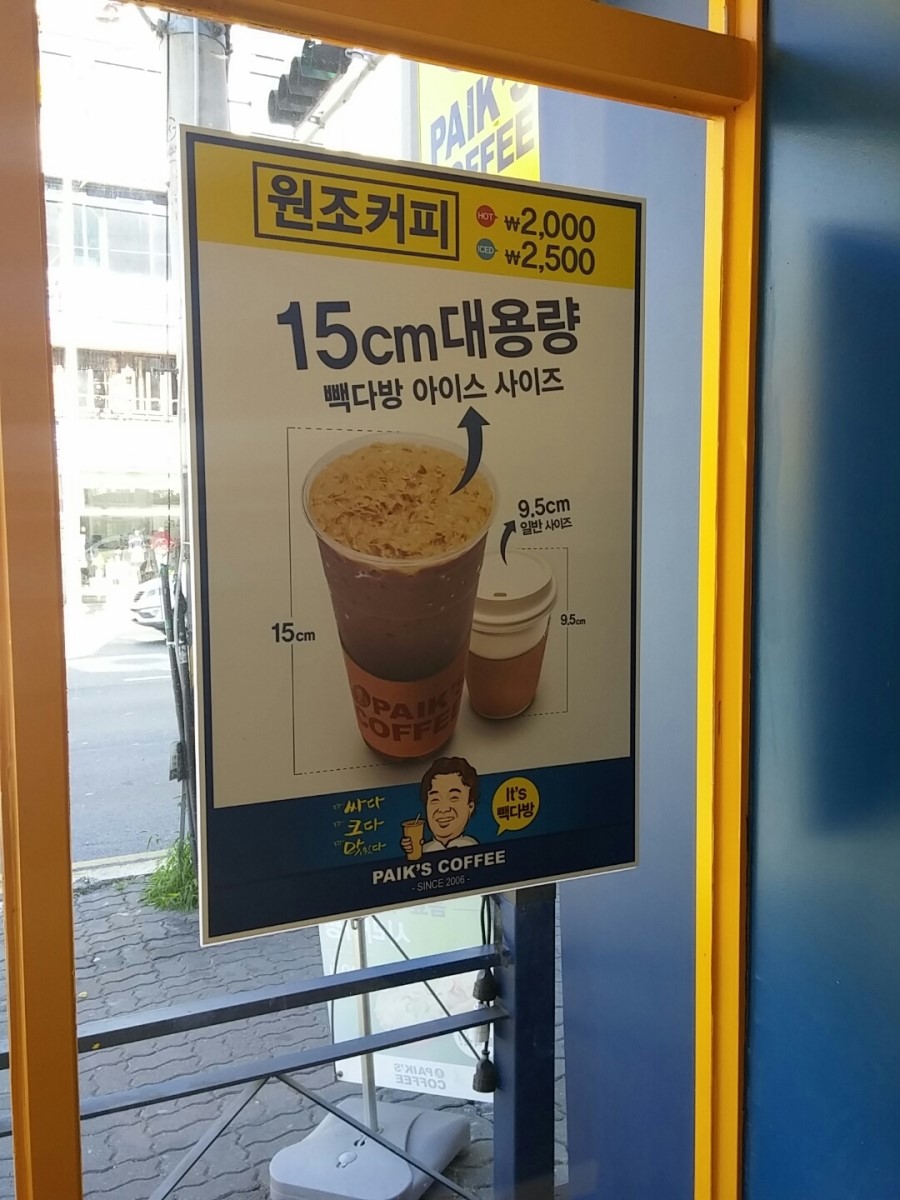 PAIK'S
COFFEE
원조커피
HOT ₩2,000
ICED ₩2,500
15cm대용량
빽다방 아이스 사이즈
9.5cm
일반 사이즈
15cm
9.5cm
PAIK'S
COFFEE
싸다
크다
맛있다
It's
빽다방
PAIK'S COFFEE
- SINCE 2006 -
PAIK'S
COFFEE